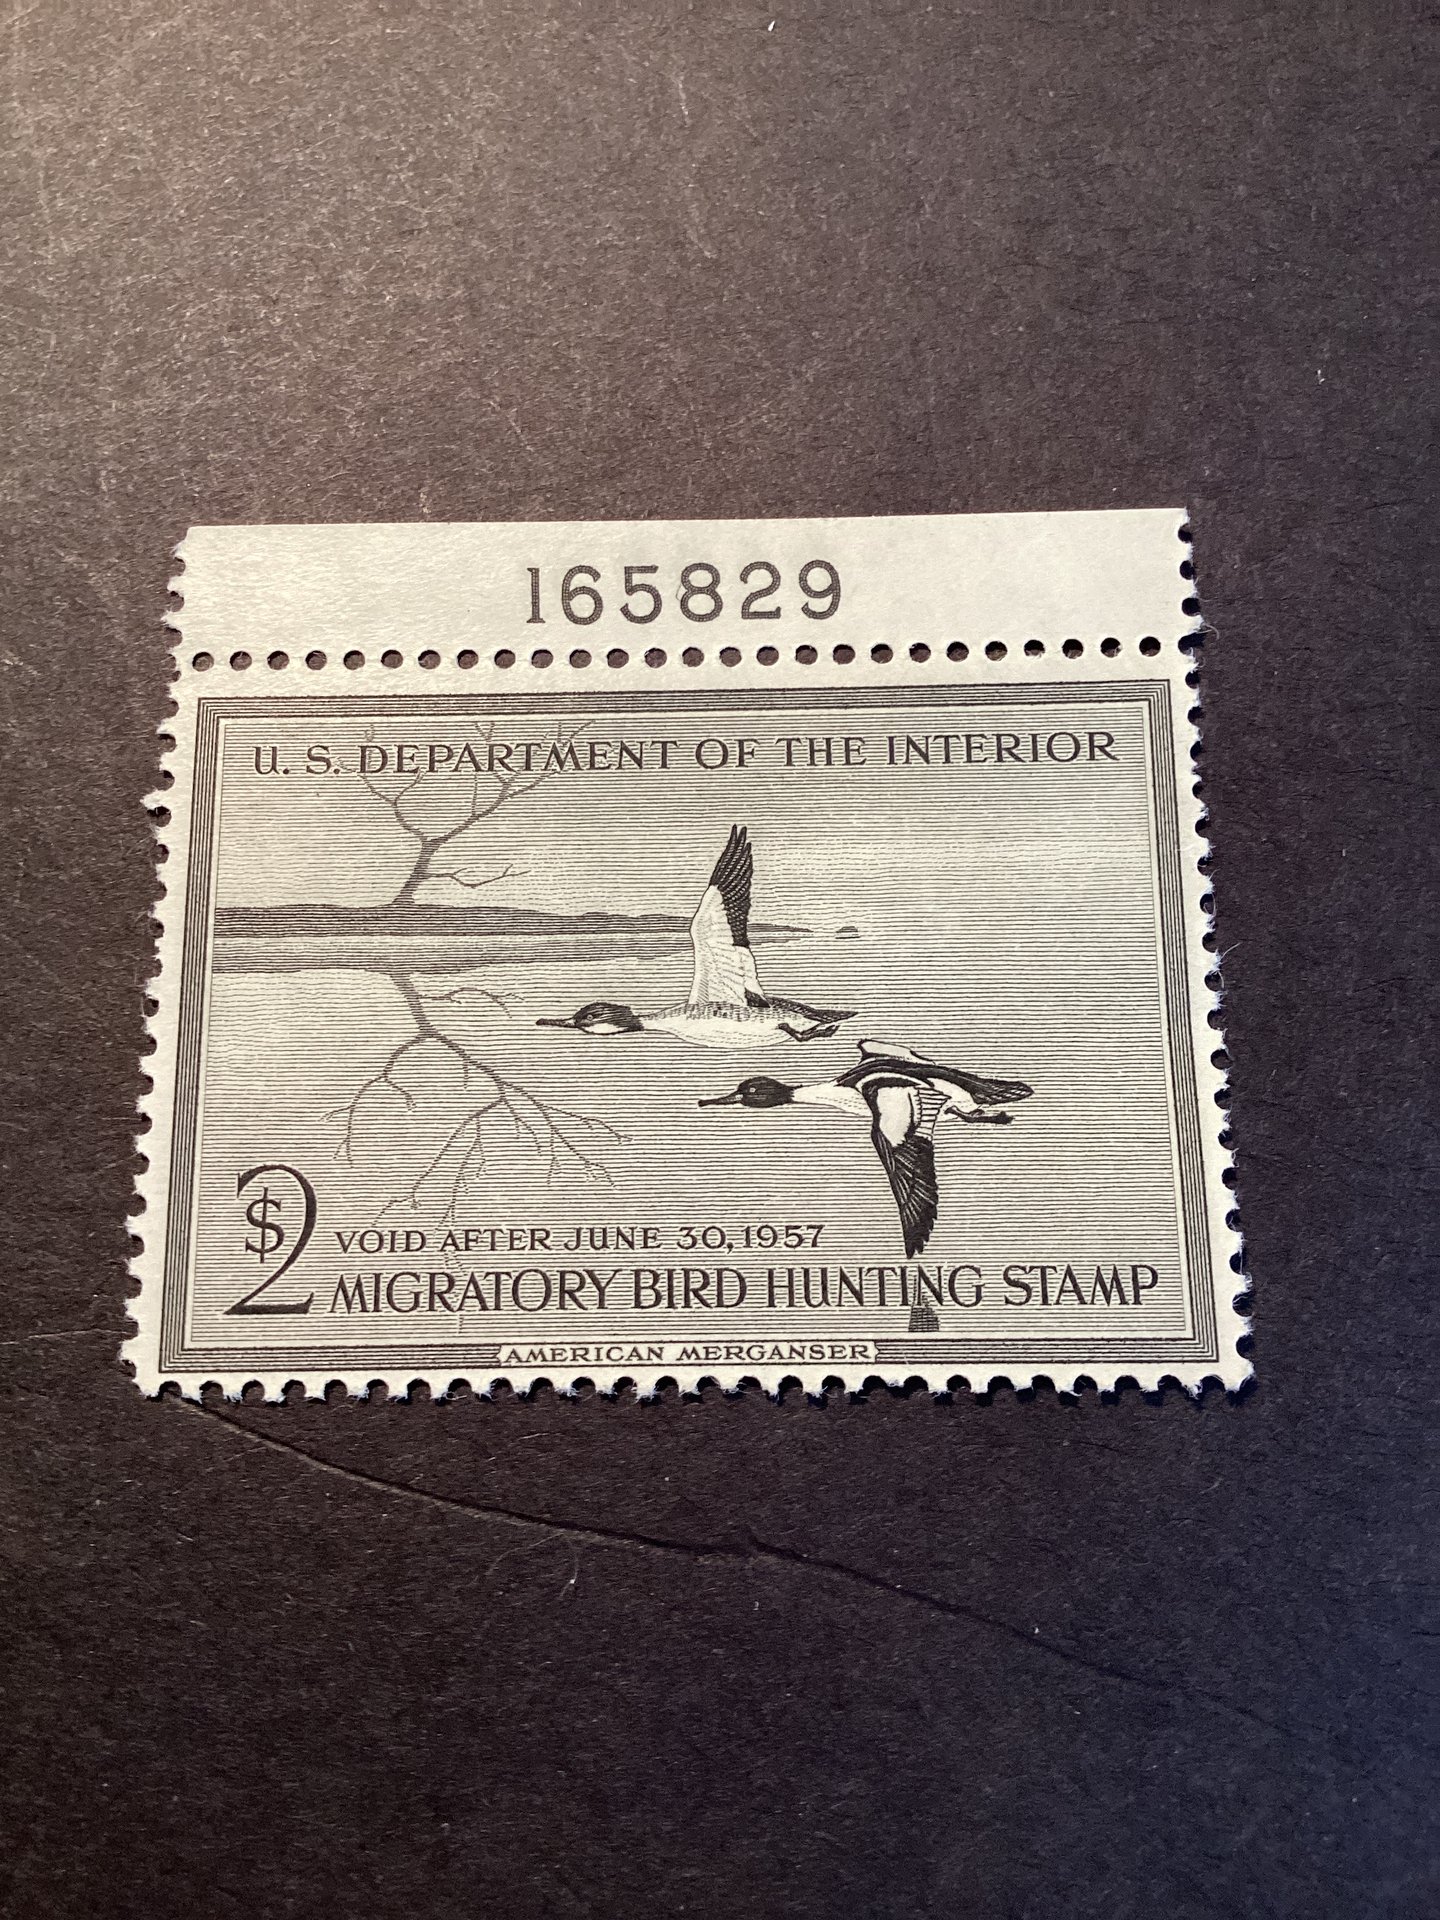 165829
U. S. DEPARTMENT OF THE INTERIOR
$2
VOID AFTER JUNE 30, 1957
MIGRATORY BIRD HUNTING STAMP
AMERICAN MERGANSER